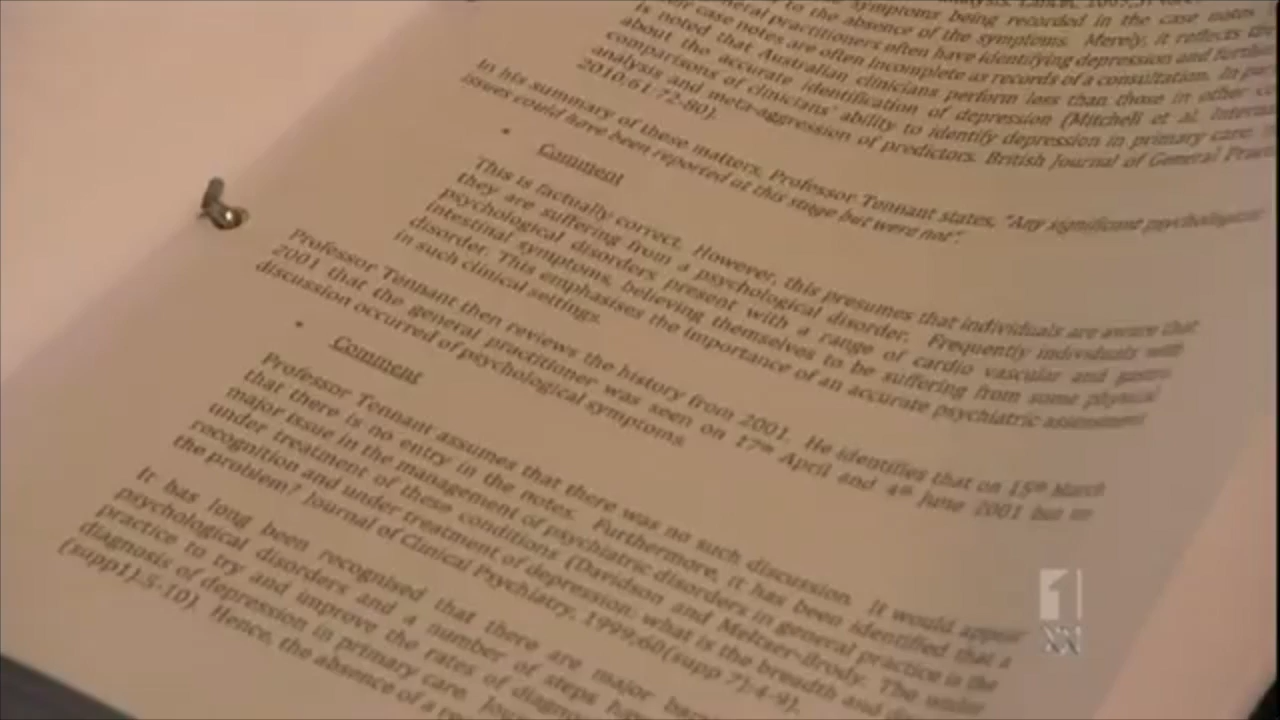 symptoms being recorded in the case notes
to the absence of the symptoms. Merely, it reflects
general practitioners often have identifying depression and further
case notes are often incomplete as records of a consultation. In
is noted that Australian clinicians perform less than those in other
about the accurate identification of depression (Mitchell et al.
comparisons of clinicians' ability to identify depression in primary care:
analysis and meta-aggression of predictors. British Journal of General
2010;61:72-80).
In his summary of these matters, Professor Tennant states, "Any significant psychological
issues could have been reported at this stage but were not".
• Comment
This is factually correct. However, this presumes that individuals are aware that
they are suffering from a psychological disorder. Frequently individuals with
psychological disorders present with a range of cardio vascular and gastro
intestinal symptoms, believing themselves to be suffering from some physical
disorder. This emphasises the importance of an accurate psychiatric assessment
in such clinical settings.
Professor Tennant then reviews the history from 2001. He identifies that on 15th March
2001 that the general practitioner was seen on 17th April and 4th June 2001 but no
discussion occurred of psychological symptoms.
• Comment
Professor Tennant assumes that there was no such discussion. It would appear
that there is no entry in the notes. Furthermore, it has been identified that a
major issue in the management of psychiatric disorders in general practice is the
under treatment of these conditions (Davidson and Meltzer-Brody. The under
recognition and under treatment of depression: what is the breadth and
the problem? Journal of Clinical Psychiatry, 1999;60(supp 7):4-9).
It has long been recognised that there are major
psychological disorders and a number of steps
practice to try and improve the rates of
diagnosis of depression in primary care.
(supp1):5-10). Hence, the absence of a
1